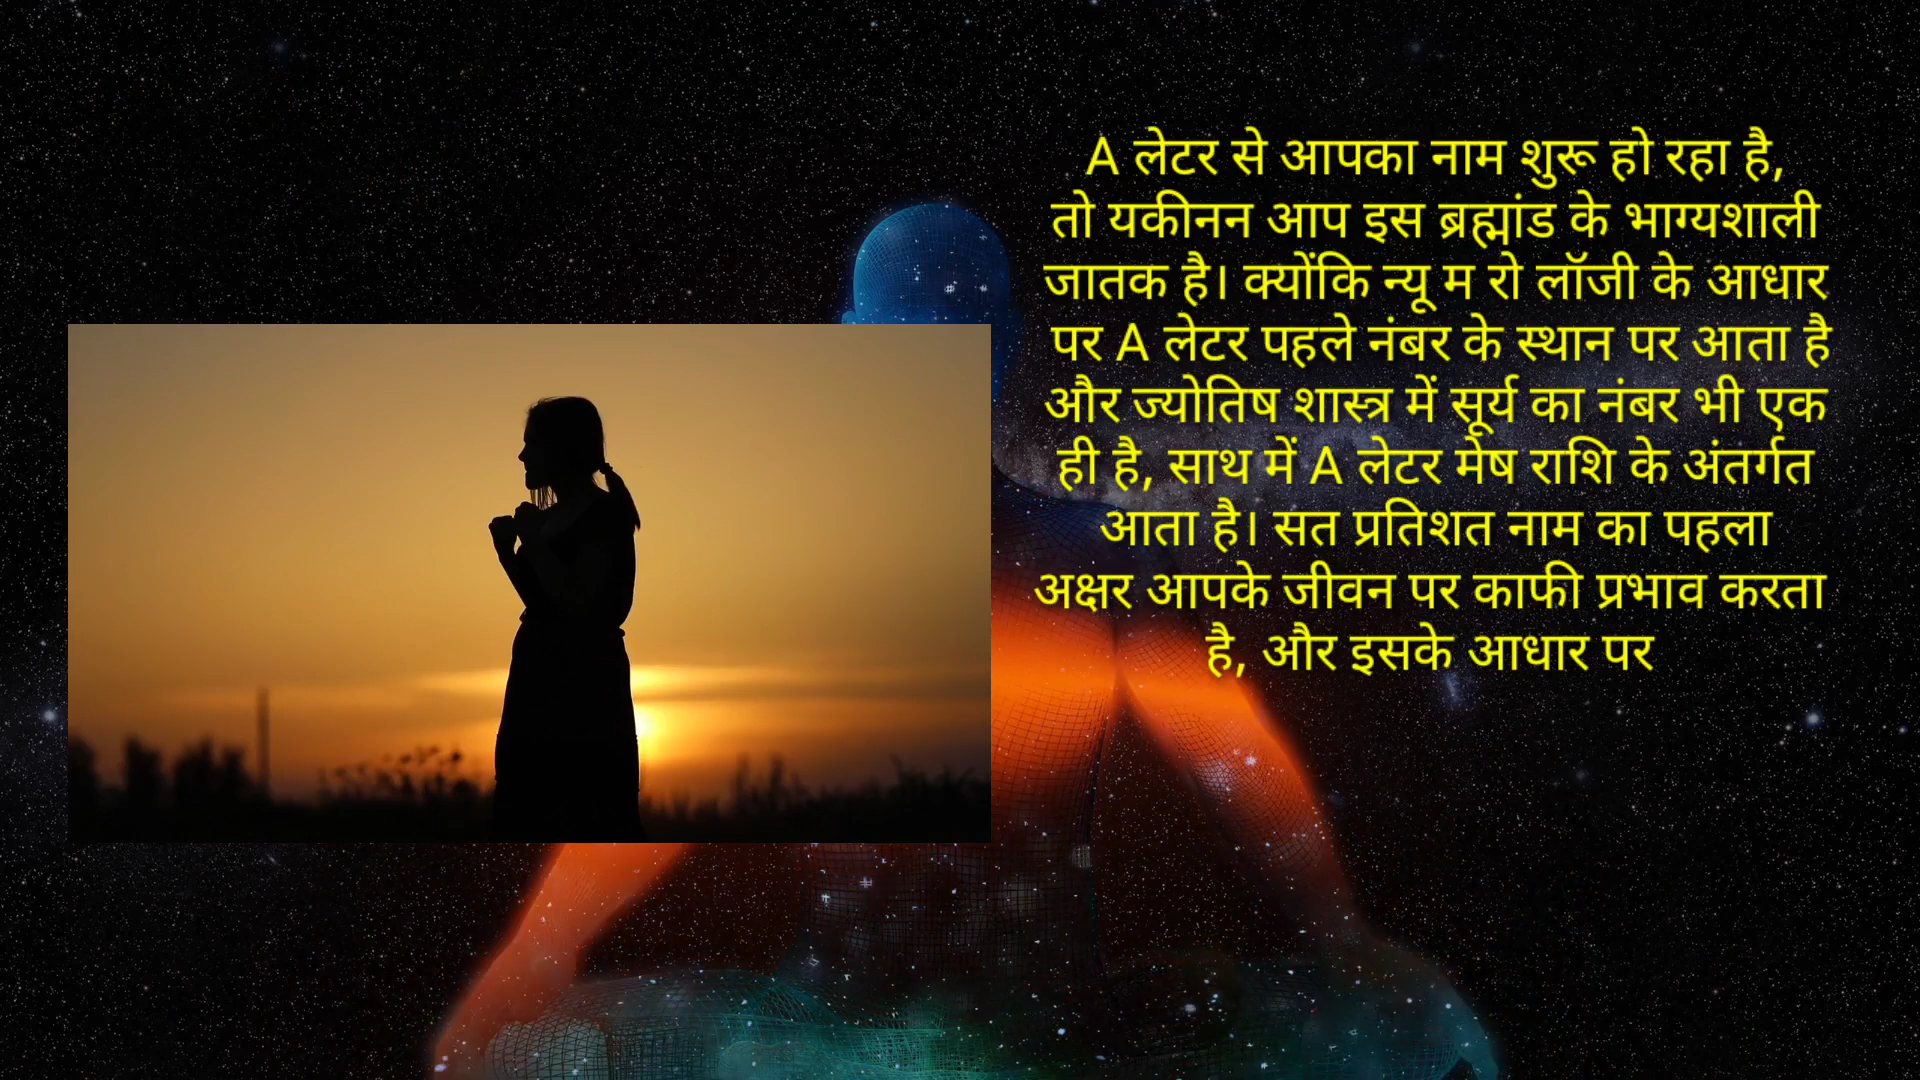 A लेटर से आपका नाम शुरू हो रहा है,
तो यकीनन आप इस ब्रह्मांड के भाग्यशाली
जातक है। क्योंकि न्यू म रो लॉजी के आधार
पर A लेटर पहले नंबर के स्थान पर आता है
और ज्योतिष शास्त्र में सूर्य का नंबर भी एक
ही है, साथ में A लेटर मेष राशि के अंतर्गत
आता है। सत प्रतिशत नाम का पहला
अक्षर आपके जीवन पर काफी प्रभाव करता
है, और इसके आधार पर